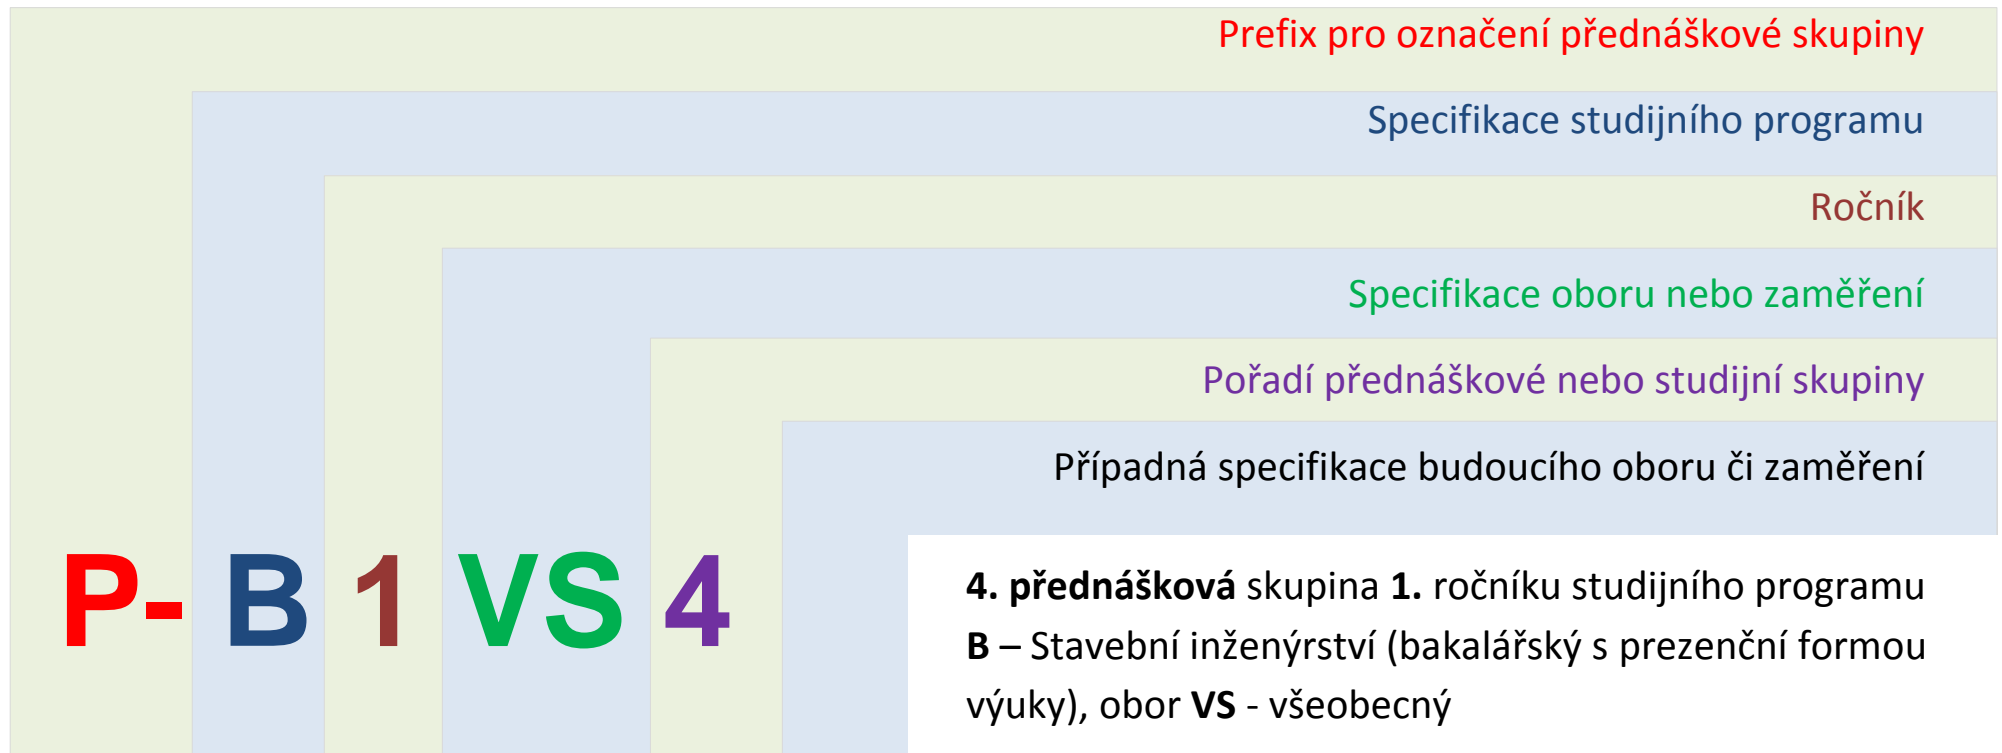 Prefix pro označení přednáškové skupiny
Specifikace studijního programu
Ročník
Specifikace oboru nebo zaměření
Pořadí přednáškové nebo studijní skupiny
Případná specifikace budoucího oboru či zaměření
P- B 1 VS 4
4. přednášková skupina 1. ročníku studijního programu
B – Stavební inženýrství (bakalářský s prezenční formou
výuky), obor VS - všeobecný